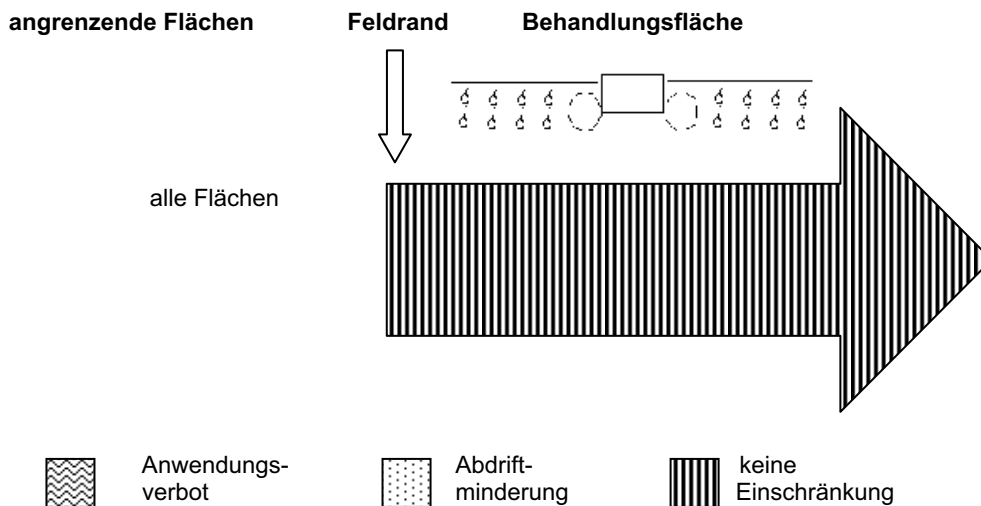 angrenzende Flächen Feldrand Behandlungsfläche
alle Flächen
Anwendungs-
verbot
Abdrift-
minderung
keine
Einschränkung